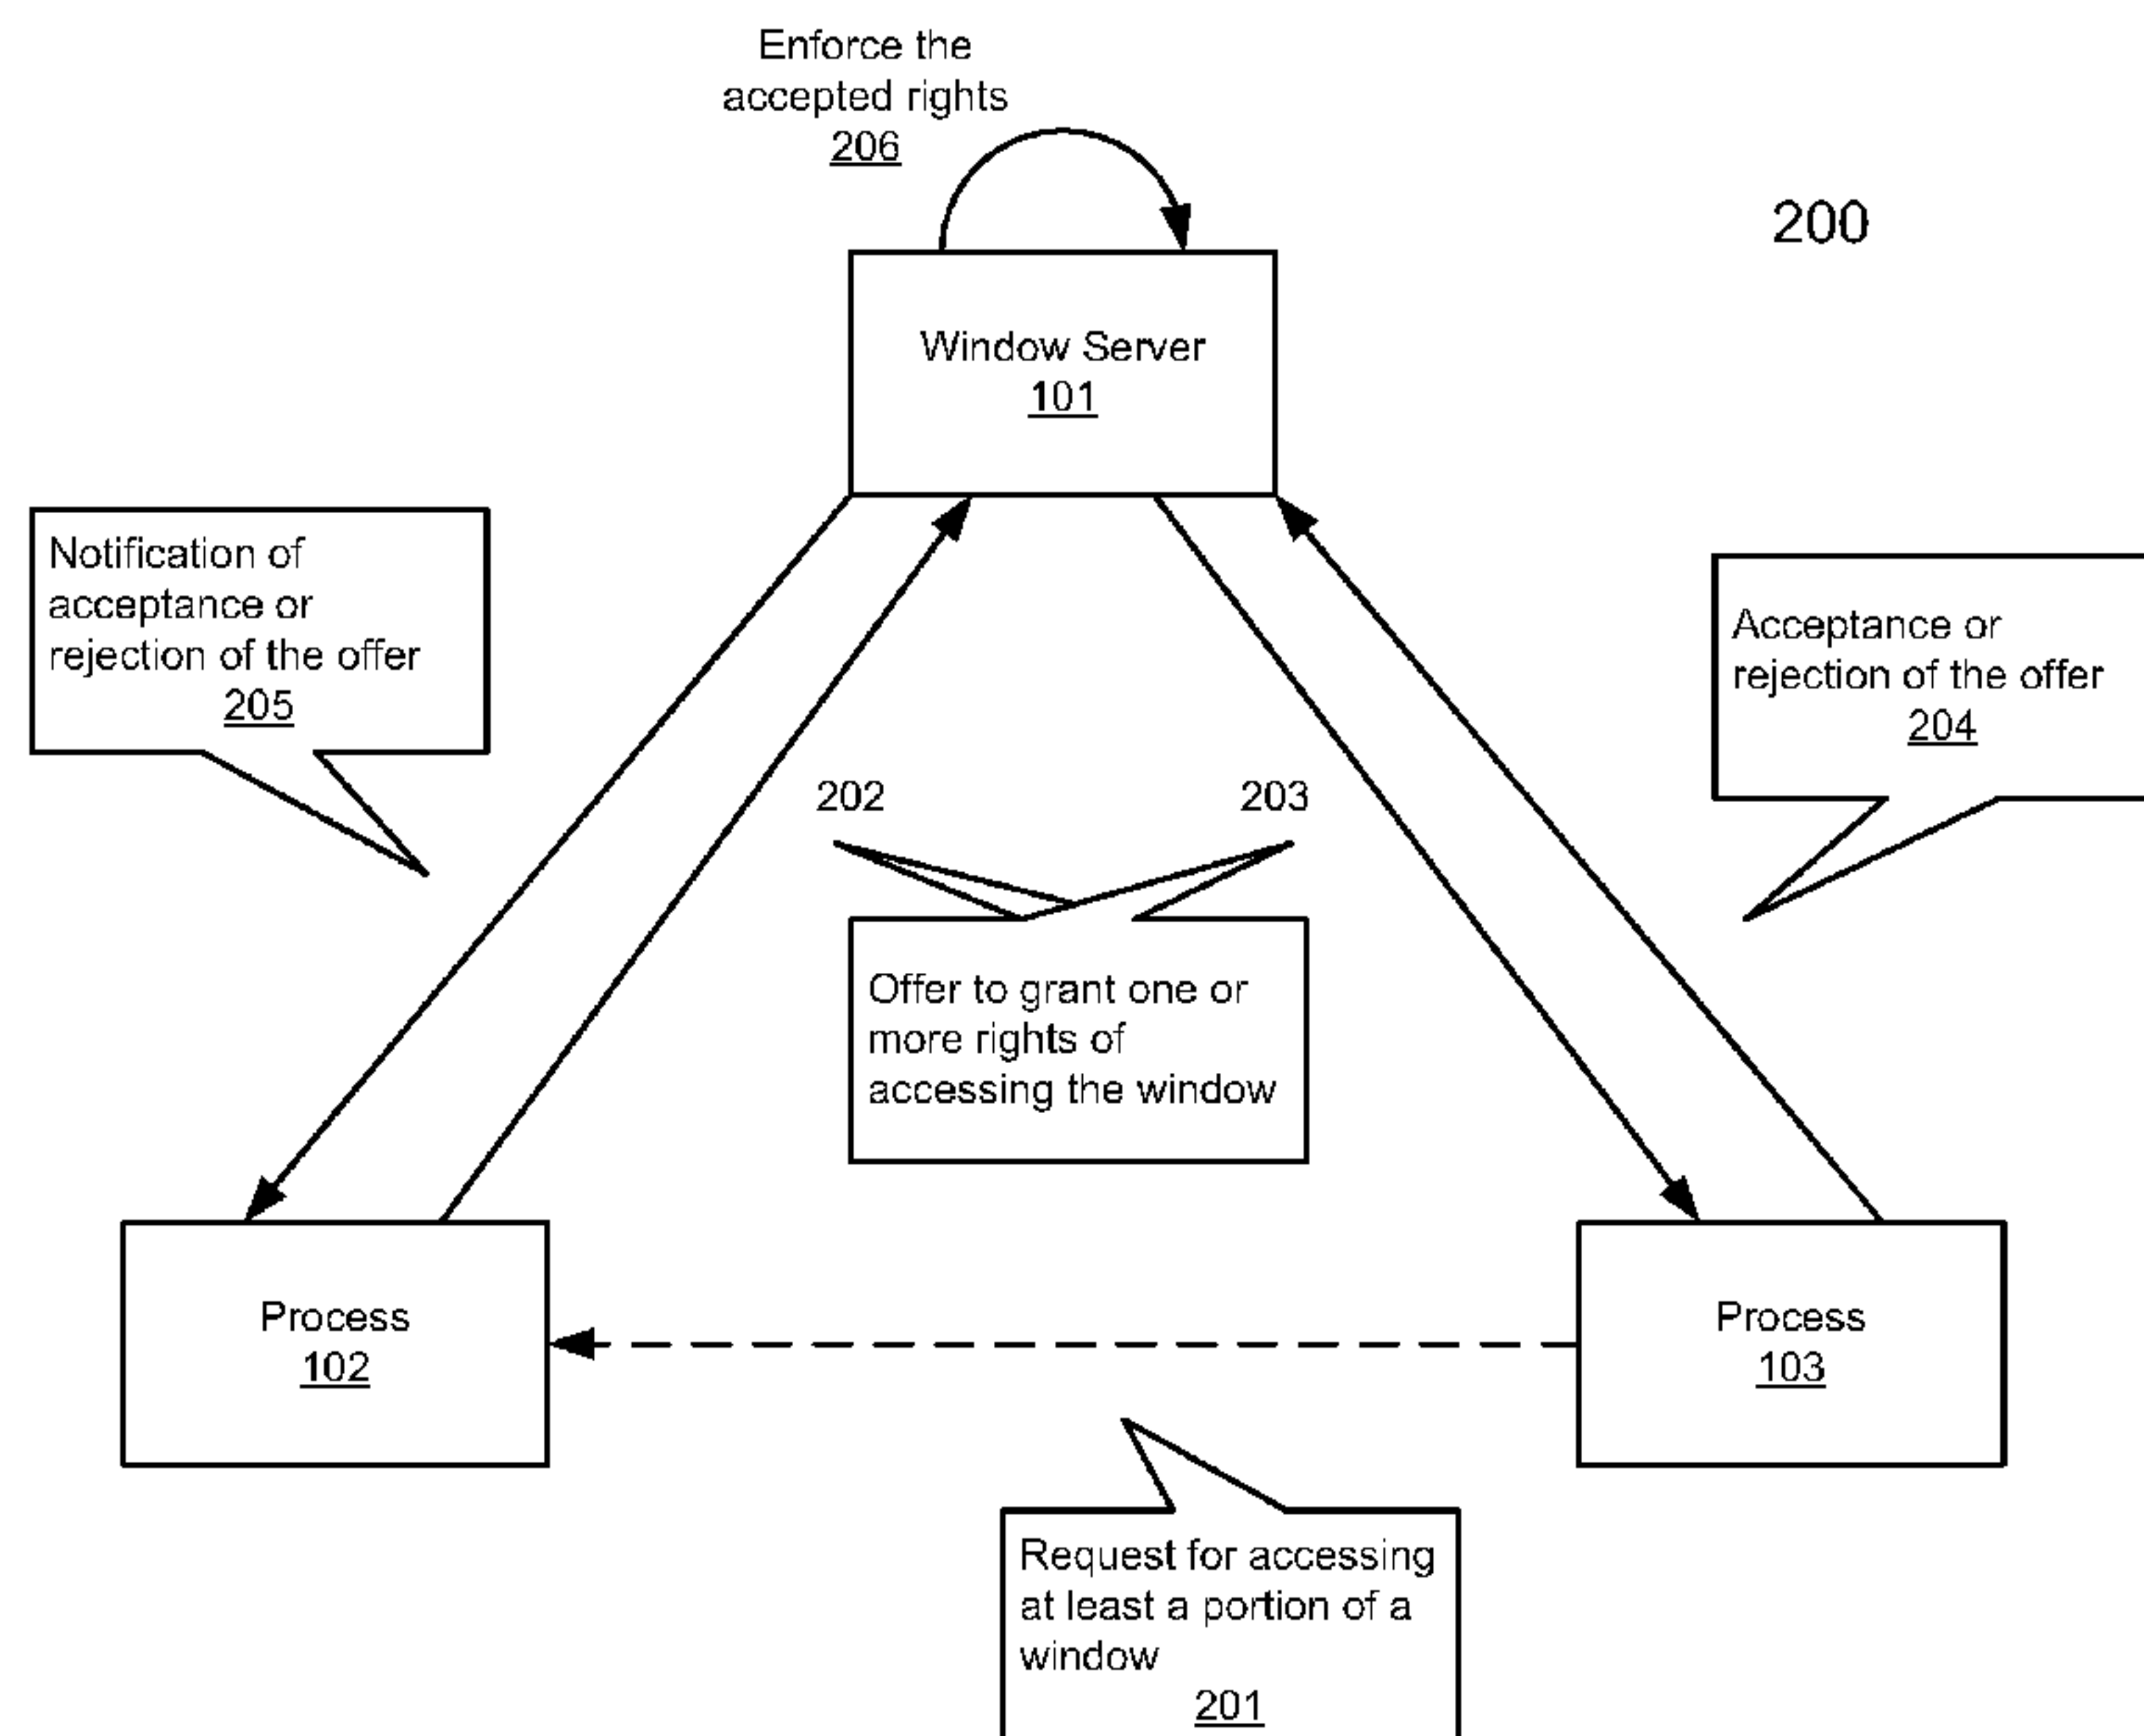 Enforce the
accepted rights
206
200
Window Server
101
Notification of
acceptance or
rejection of the offer
205
Acceptance or
rejection of the offer
204
202
203
Offer to grant one or
more rights of
accessing the window
Process
102
Process
103
Request for accessing
at least a portion of a
window
201